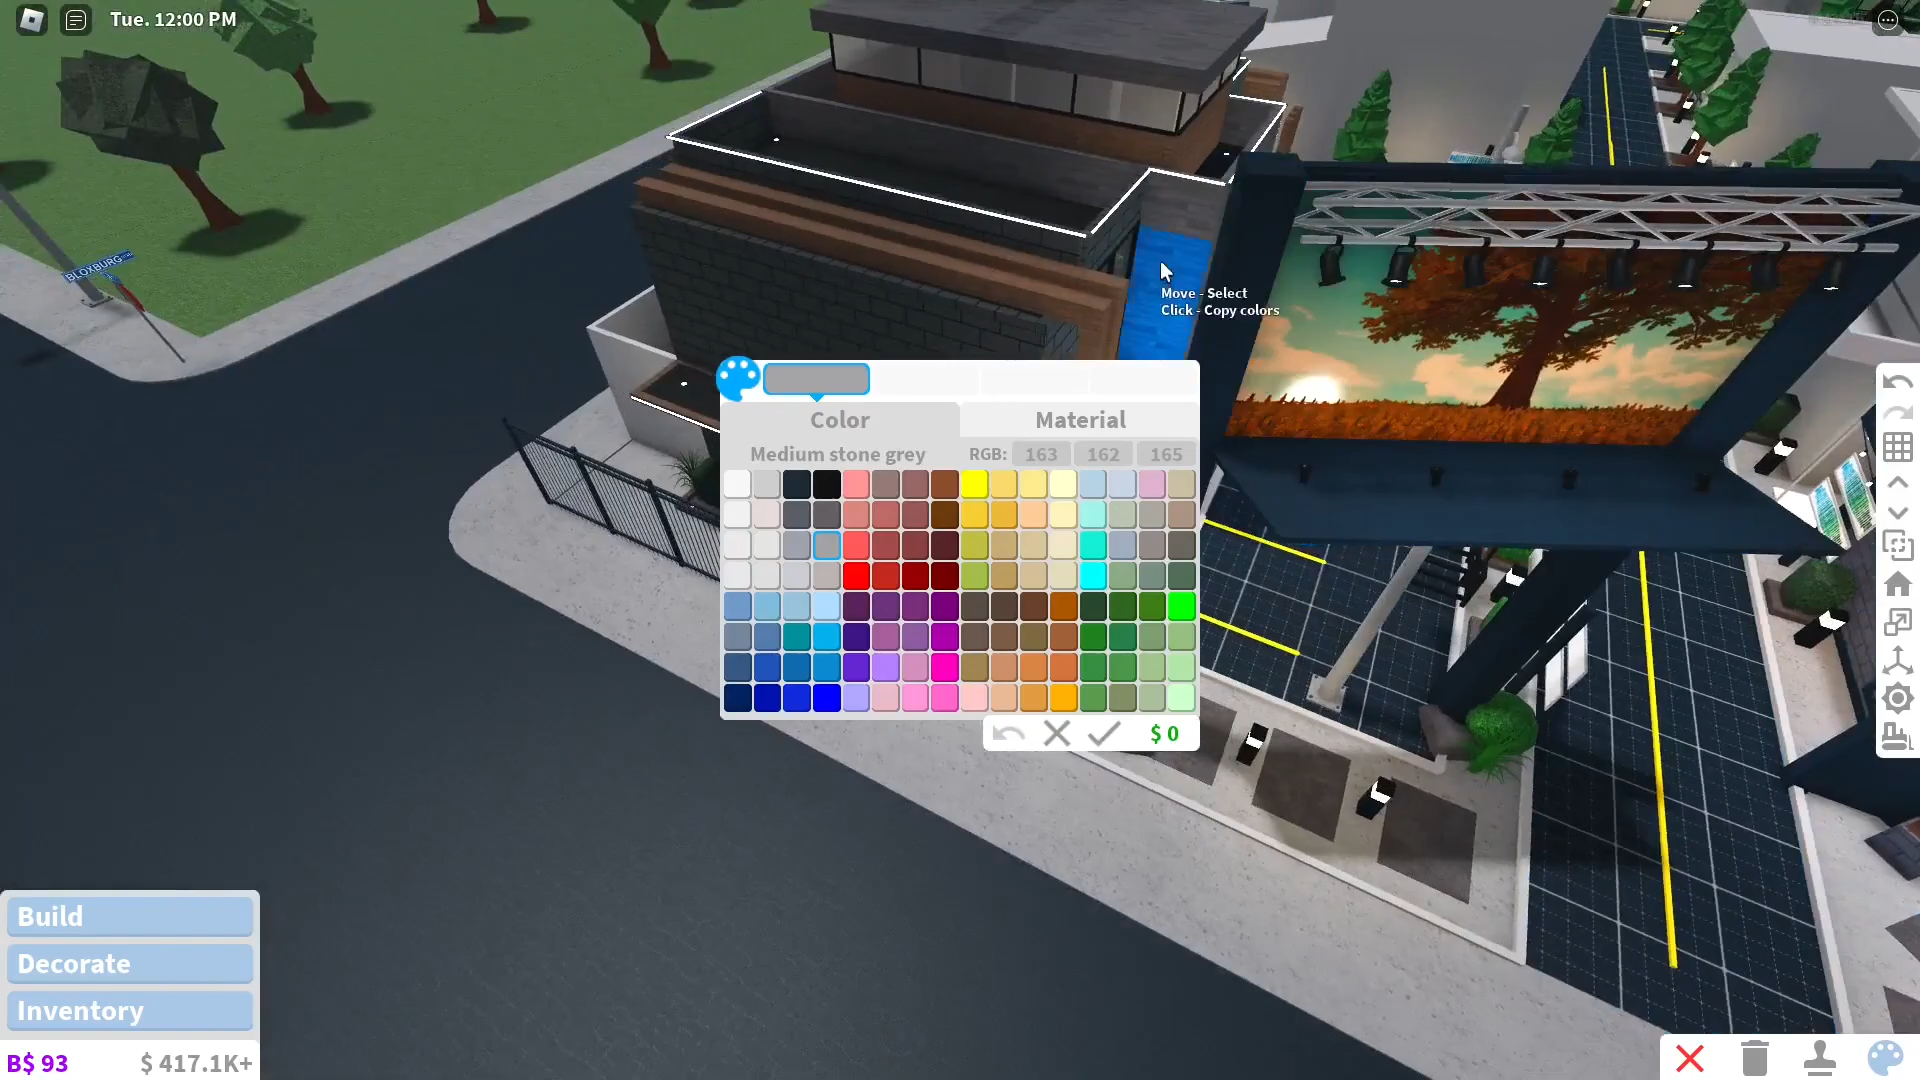 Tue. 12:00 PM
BLOXBURG
Move - Select
Click - Copy colors
Color
Material
Medium stone grey
RGB: 163 162 165
$ 0
Build
Decorate
Inventory
B$ 93
$ 417.1K+